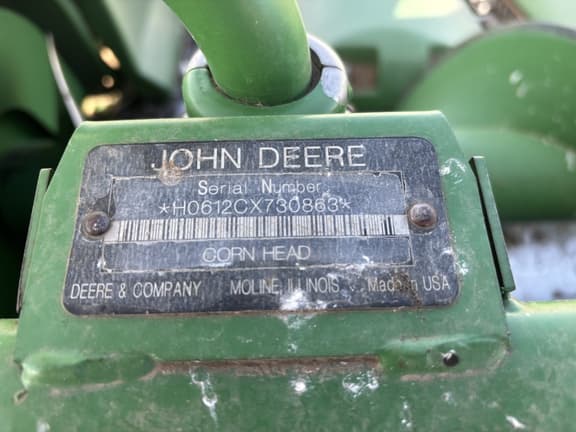 JOHN DEERE
Serial Number
*H0612CX730863*
CORN HEAD
DEERE & COMPANY MOLINE, ILLINOIS Made in USA